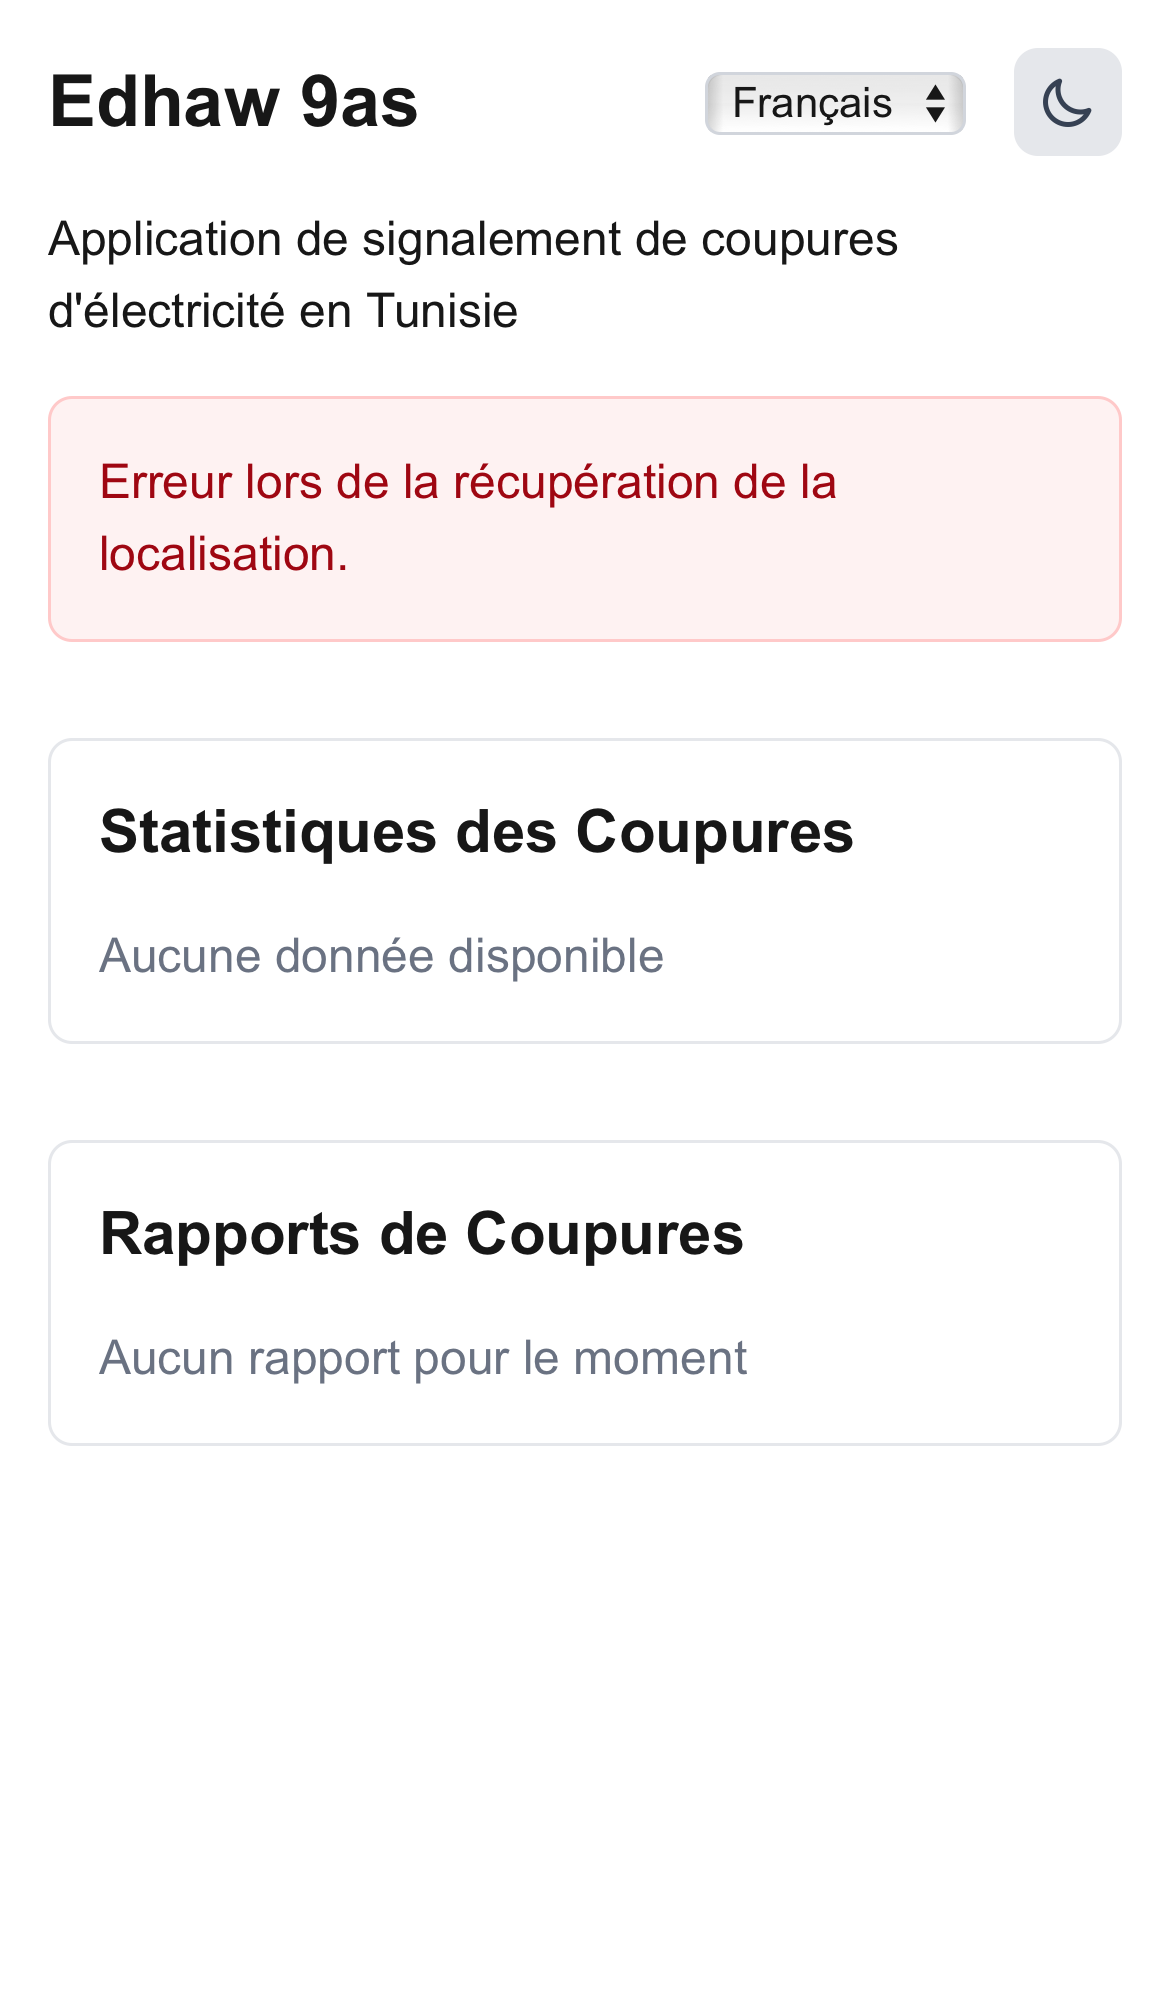 Edhaw 9as
Français
Application de signalement de coupures
d'électricité en Tunisie
Erreur lors de la récupération de la
localisation.
Statistiques des Coupures
Aucune donnée disponible
Rapports de Coupures
Aucun rapport pour le moment